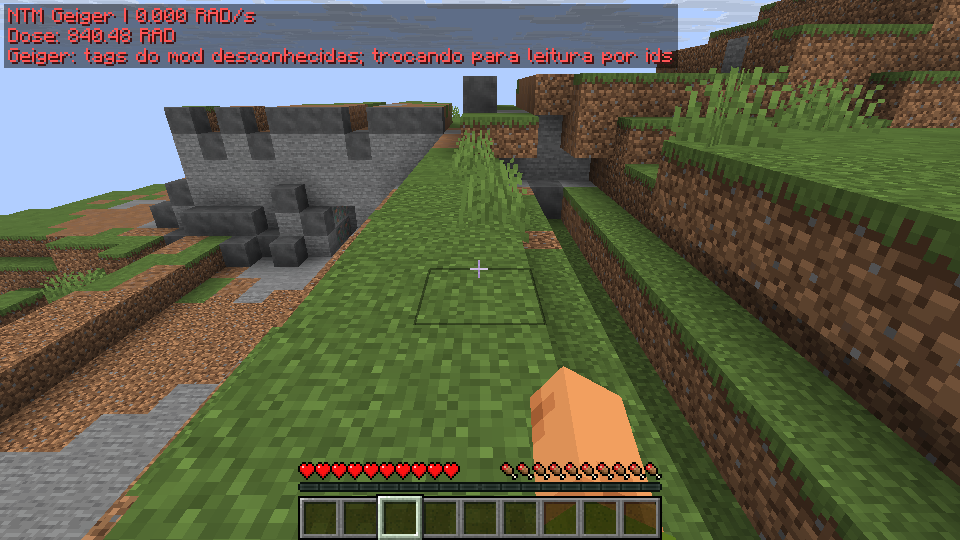 NTM Geiger | 0.000 RAD/s
Dose: 840.48 RAD
Geiger: tags do mod desconhecidas; trocando para leitura por ids